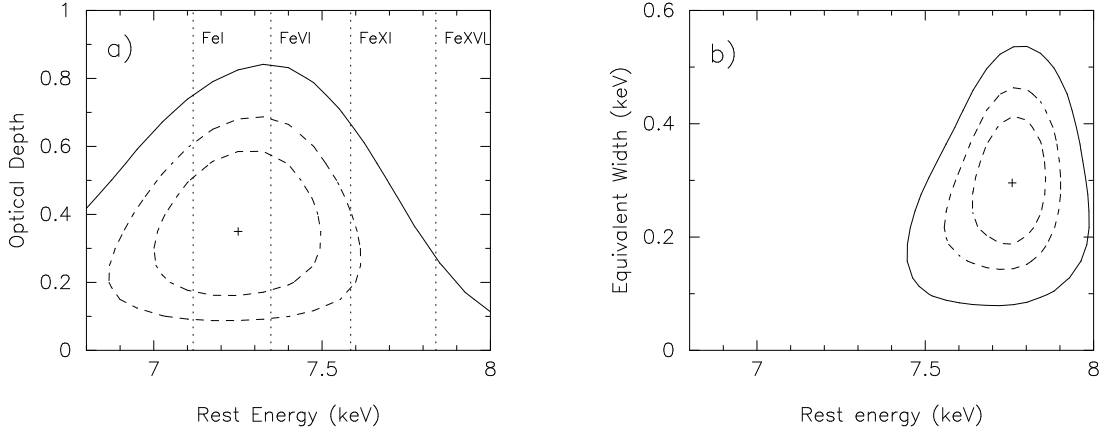 a)
FeI
FeVI
FeXI
FeXVI
1
0.8
0.6
0.4
0.2
0
7
7.5
8
Optical Depth
Rest Energy (keV)
b)
0.6
0.4
0.2
0
7
7.5
8
Equivalent Width (keV)
Rest energy (keV)